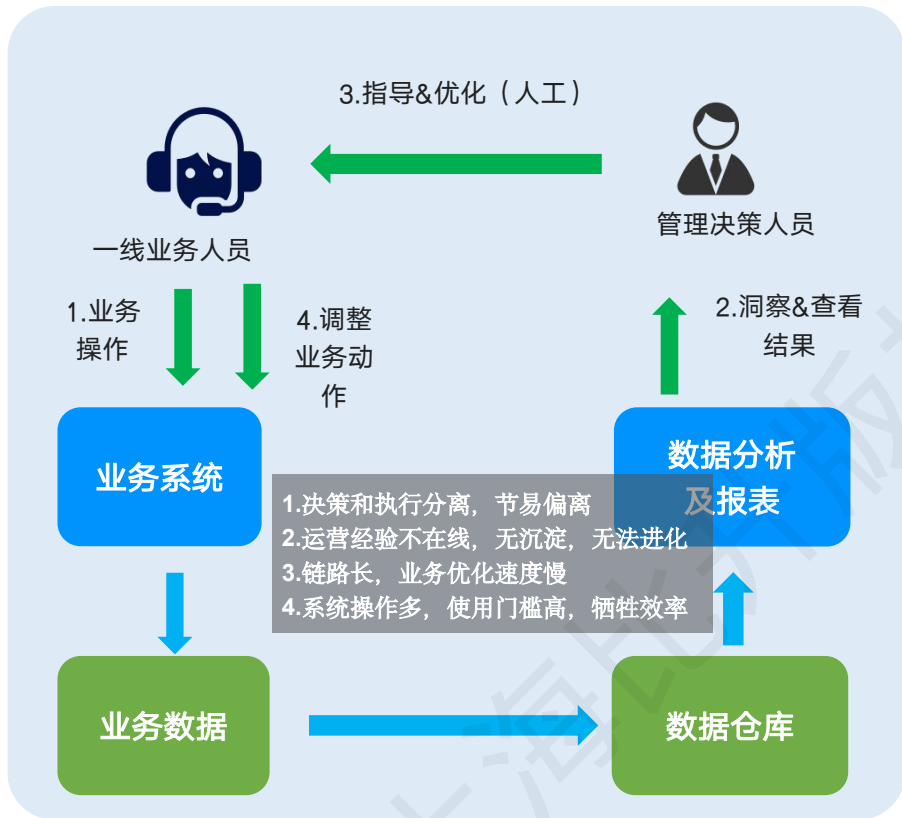 3.指导&优化（人工）
一线业务人员
管理决策人员
1.业务
操作
4.调整
业务动
作
2.洞察&查看
结果
业务系统
数据分析
及报表
1.决策和执行分离，节易偏离
2.运营经验不在线，无沉淀，无法进化
3.链路长，业务优化速度慢
4.系统操作多，使用门槛高，牺牲效率
业务数据
数据仓库
上海比升版